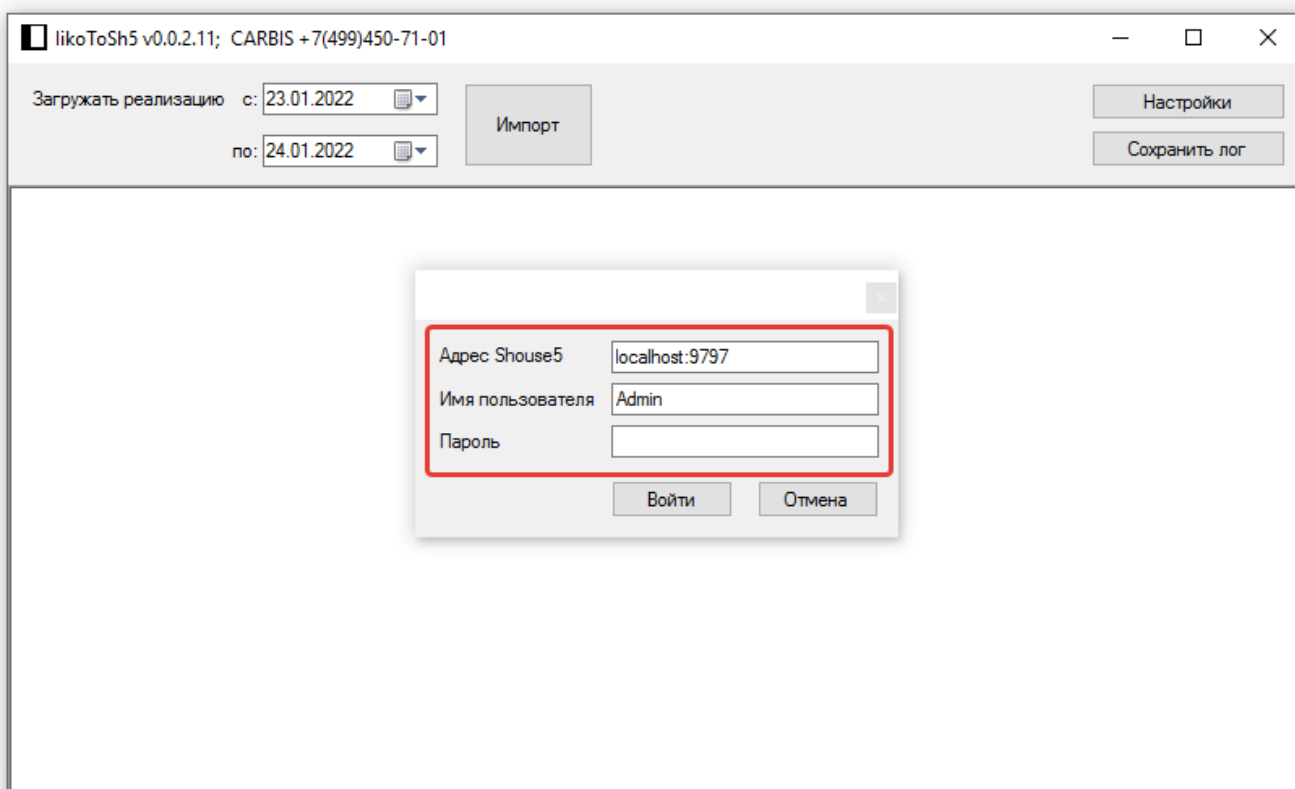 IikoToSh5 v0.0.2.11; CARBIS +7(499)450-71-01
Загружать реализацию с: 23.01.2022
по: 24.01.2022
Импорт
Настройки
Сохранить лог
x
Адрес Shouse5 localhost:9797
Имя пользователя Admin
Пароль
Войти Отмена